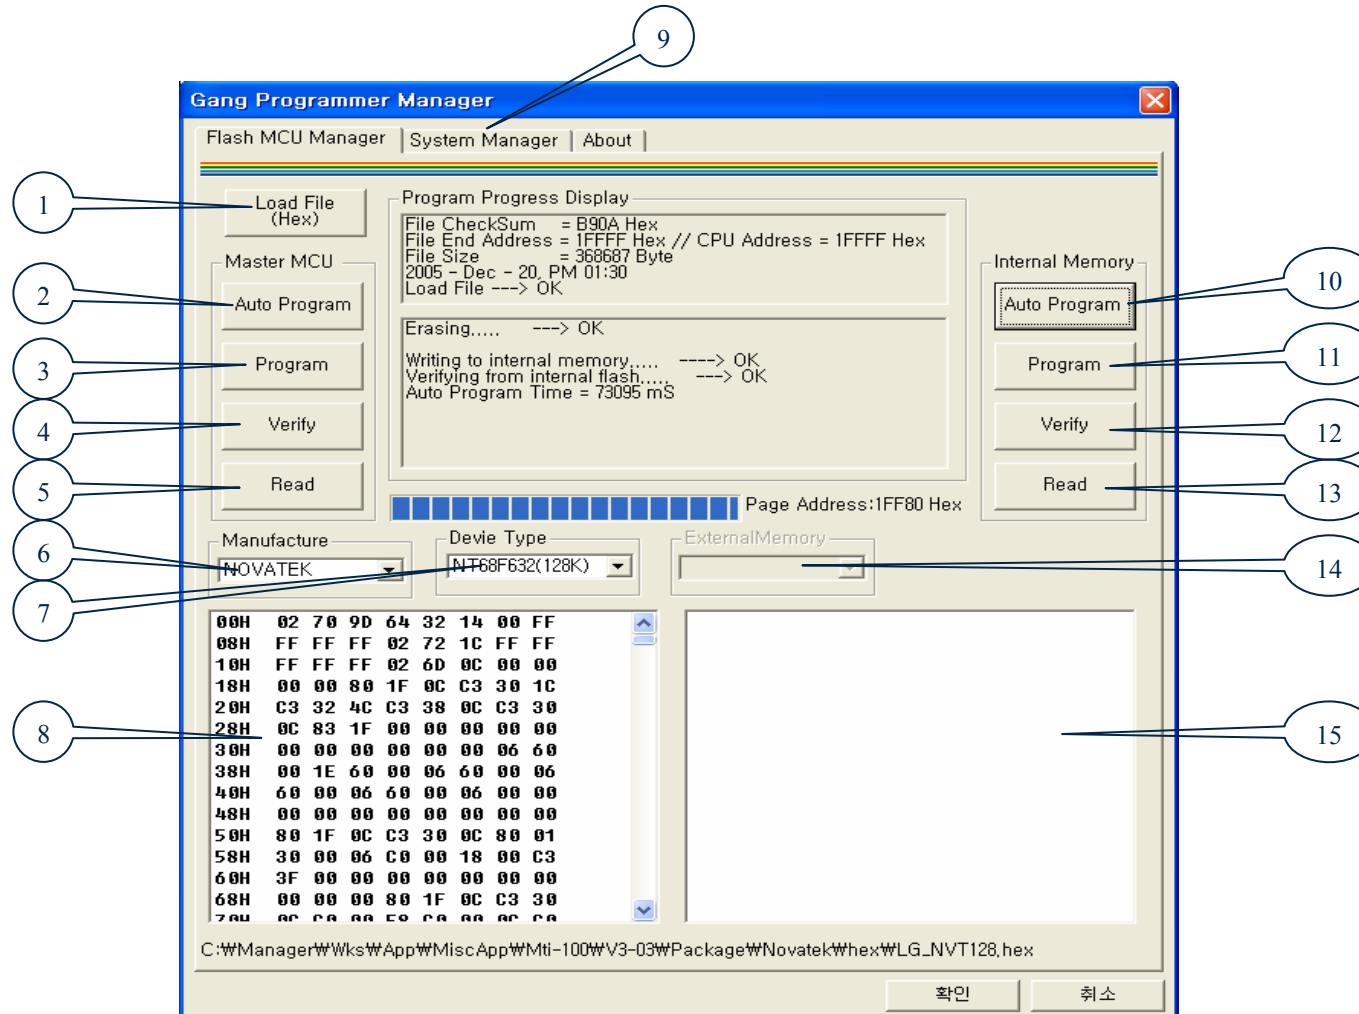 9
Gang Programmer Manager
Flash MCU Manager
System Manager
About
1
Load File
(Hex)
Program Progress Display
File CheckSum = B90A Hex
File End Address = 1FFFF Hex // CPU Address = 1FFFF Hex
File Size = 368687 Byte
2005 - Dec - 20, PM 01:30
Load File ---> OK
Master MCU
Internal Memory
2
Auto Program
Auto Program
10
Erasing..... ---> OK
Writing to internal memory..... ----> OK
Verifying from internal flash..... ---> OK
Auto Program Time = 73095 mS
3
Program
Program
11
4
Verify
Verify
12
5
Read
Read
13
Page Address:1FF80 Hex
6
Manufacture
NOVATEK
7
Devie Type
NT68F632(128K)
ExternalMemory
14
00H 02 70 9D 64 32 14 00 FF
08H FF FF FF 02 72 1C FF FF
10H FF FF FF 02 6D 0C 00 00
18H 00 00 80 1F 0C C3 30 1C
20H C3 32 4C C3 38 0C C3 30
28H 0C 83 1F 00 00 00 00 00
30H 00 00 00 00 00 00 06 60
38H 00 1E 60 00 06 60 00 06
40H 60 00 06 60 00 06 00 00
48H 00 00 00 00 00 00 00 00
50H 80 1F 0C C3 30 0C 80 01
58H 30 00 06 C0 00 18 00 C3
60H 3F 00 00 00 00 00 00 00
68H 00 00 00 80 1F 0C C3 30
8
15
C:₩Manager₩Wks₩App₩MiscApp₩Mti-100₩V3-03₩Package₩Novatek₩hex₩LG_NVT128.hex
확인
취소